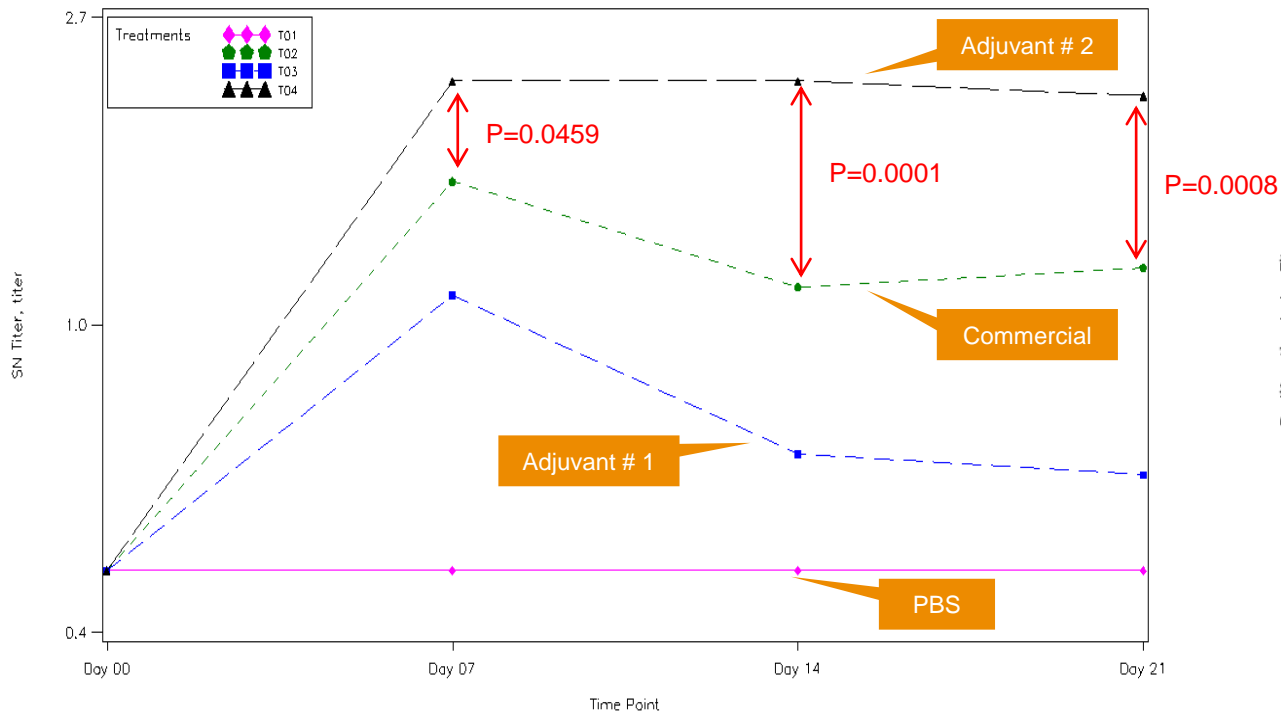 2.7
Treatments
T01
T02
T03
T04
Adjuvant # 2
P=0.0459
P=0.0001
P=0.0008
SN Titer, titer
1.0
Commercial
Adjuvant # 1
PBS
0.4
Day 00
Day 07
Day 14
Day 21
Time Point